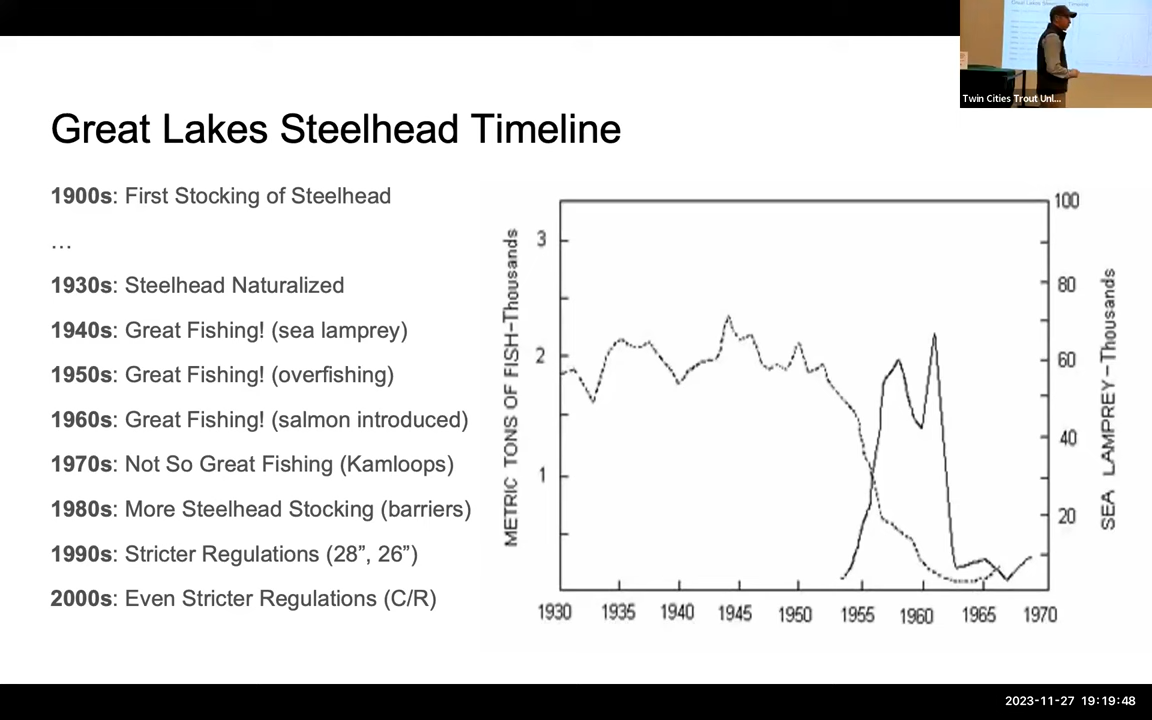 Great Lakes Steelhead Timeline
Twin Cities Trout Unl...
Great Lakes Steelhead Timeline
1900s: First Stocking of Steelhead
…
1930s: Steelhead Naturalized
1940s: Great Fishing! (sea lamprey)
1950s: Great Fishing! (overfishing)
1960s: Great Fishing! (salmon introduced)
1970s: Not So Great Fishing (Kamloops)
1980s: More Steelhead Stocking (barriers)
1990s: Stricter Regulations (28”, 26”)
2000s: Even Stricter Regulations (C/R)
METRIC TONS OF FISH-Thousands
3
2
1
100
80
60
40
20
SEA LAMPREY-Thousands
1930 1935 1940 1945 1950 1955 1960 1965 1970
2023-11-27 19:19:48